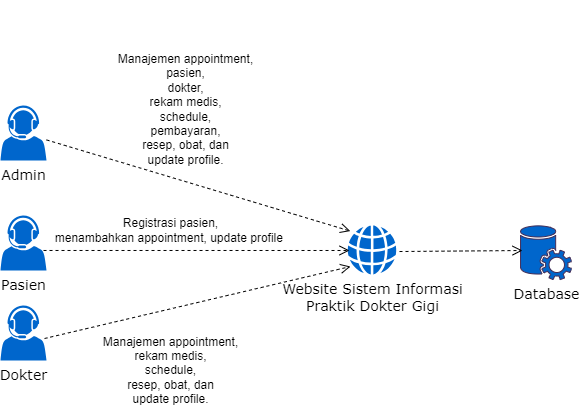 Manajemen appointment,
pasien,
dokter,
rekam medis,
schedule,
pembayaran,
resep, obat, dan
update profile.
Admin
Registrasi pasien,
menambahkan appointment, update profile
Pasien
Website Sistem Informasi
Praktik Dokter Gigi
Database
Manajemen appointment,
rekam medis,
schedule,
resep, obat, dan
update profile.
Dokter